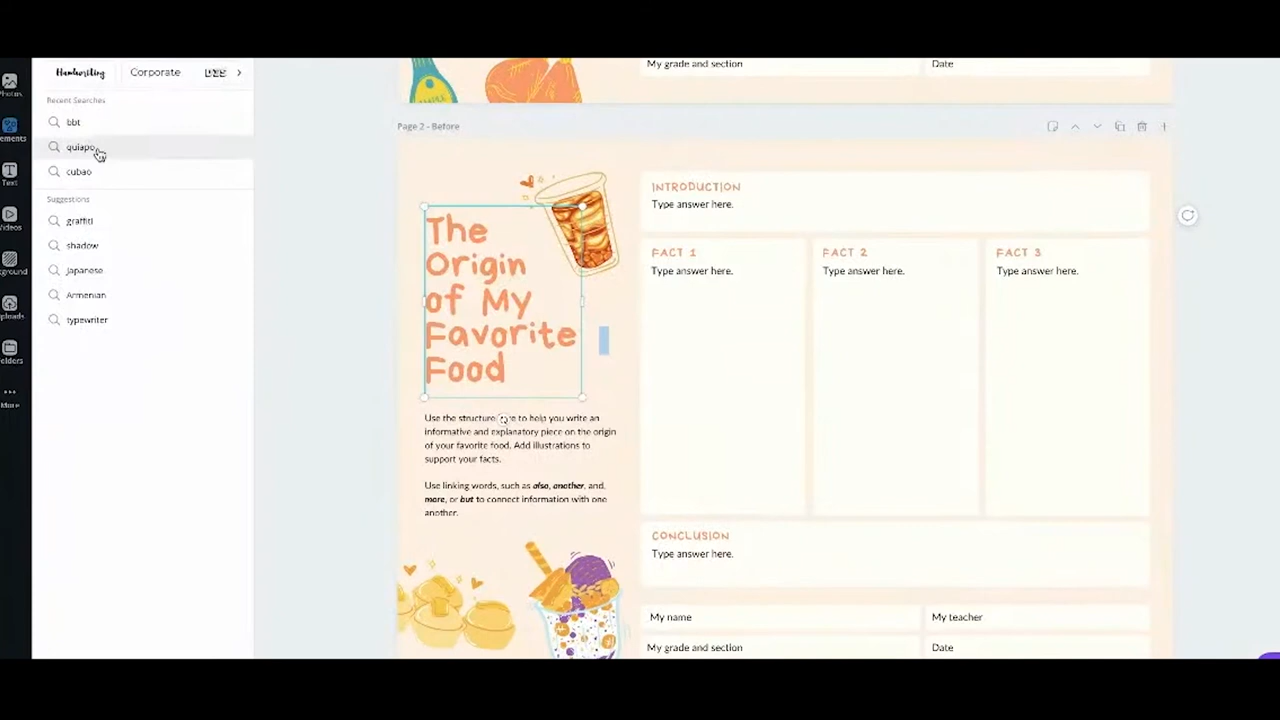 Handwriting
Corporate
Photos
Recent Searches
bbt
quiapo
cubao
Text
Videos
Folders
More
Suggestions
graffiti
shadow
Japanese
Armenian
typewriter
My grade and section
Date
Page 2 - Before
The
Origin
of My
Favorite
Food
Use the structure to help you write an
informative and explanatory piece on the origin
of your favorite food. Add illustrations to
support your facts.
Use linking words, such as also, another, and,
more, or but to connect information with one
another.
INTRODUCTION
Type answer here.
FACT 1
Type answer here.
FACT 2
Type answer here.
FACT 3
Type answer here.
CONCLUSION
Type answer here.
My name
My teacher
My grade and section
Date